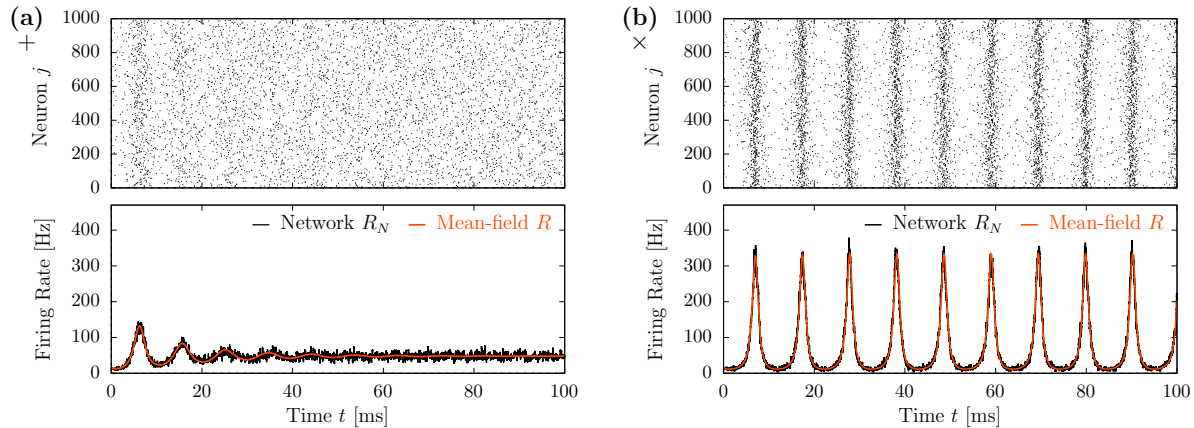 (a)
+
1000
800
600
400
200
0
Neuron j
400
300
200
100
0
Firing Rate [Hz]
Network R_N Mean-field R
0 20 40 60 80 100
Time t [ms]
(b)
×
1000
800
600
400
200
0
Neuron j
400
300
200
100
0
Firing Rate [Hz]
Network R_N Mean-field R
0 20 40 60 80 100
Time t [ms]